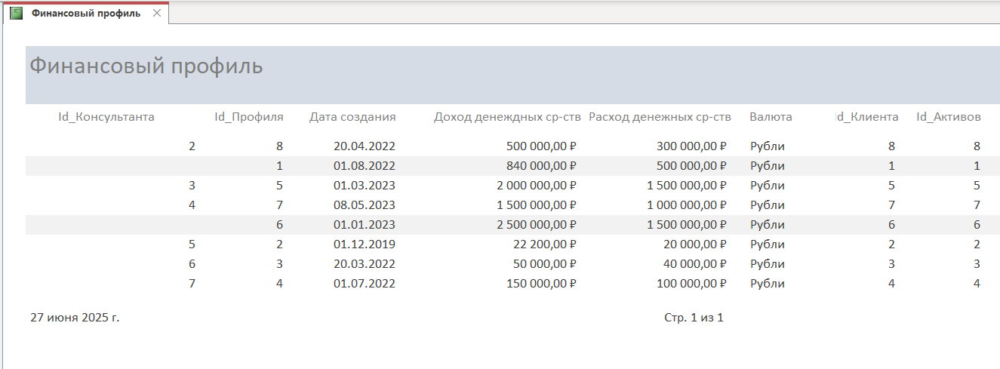 Финансовый профиль
Финансовый профиль
Id_Консультанта Id_Профиля Дата создания Доход денеждных ср-ств Расход денежных ср-ств Валюта Id_Клиента Id_Активов
2 8 20.04.2022 500 000,00 ₽ 300 000,00 ₽ Рубли 8 8
1 01.08.2022 840 000,00 ₽ 500 000,00 ₽ Рубли 1 1
3 5 01.03.2023 2 000 000,00 ₽ 1 500 000,00 ₽ Рубли 5 5
4 7 08.05.2023 1 500 000,00 ₽ 1 000 000,00 ₽ Рубли 7 7
6 01.01.2023 2 500 000,00 ₽ 1 500 000,00 ₽ Рубли 6 6
5 2 01.12.2019 22 200,00 ₽ 20 000,00 ₽ Рубли 2 2
6 3 20.03.2022 50 000,00 ₽ 40 000,00 ₽ Рубли 3 3
7 4 01.07.2022 150 000,00 ₽ 100 000,00 ₽ Рубли 4 4
27 июня 2025 г. Стр. 1 из 1